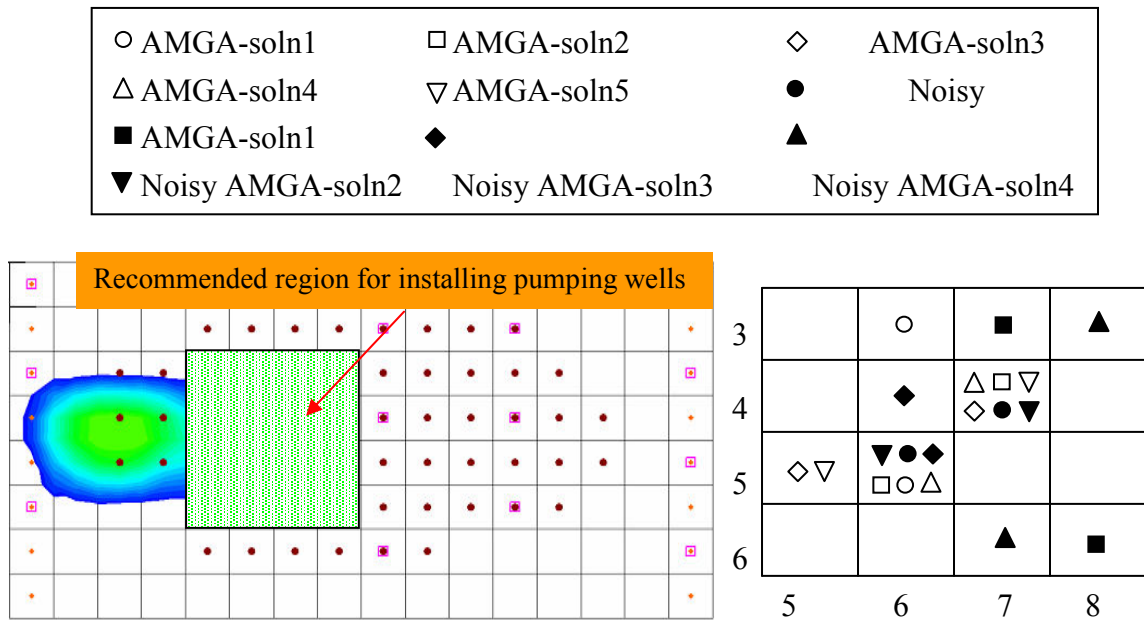 ○ AMGA-soln1 □ AMGA-soln2 ◇ AMGA-soln3
△ AMGA-soln4 ▽ AMGA-soln5 ● Noisy
■ AMGA-soln1 ◆ ▲
▼ Noisy AMGA-soln2 Noisy AMGA-soln3 Noisy AMGA-soln4
Recommended region for installing pumping wells
3
4
5
6
5 6 7 8